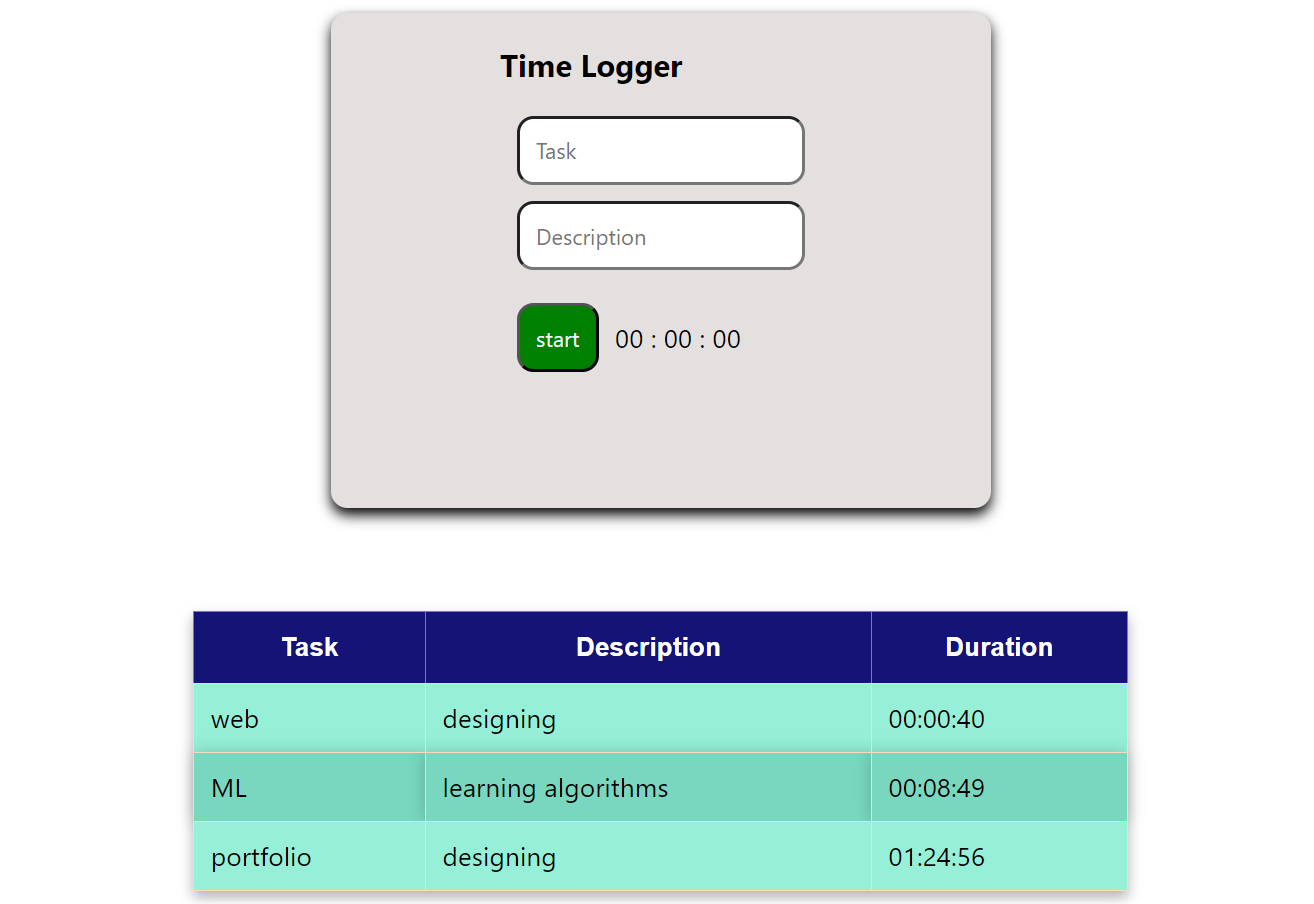 Time Logger
Task
Description
start 00 : 00 : 00
Task Description Duration
web designing 00:00:40
ML learning algorithms 00:08:49
portfolio designing 01:24:56